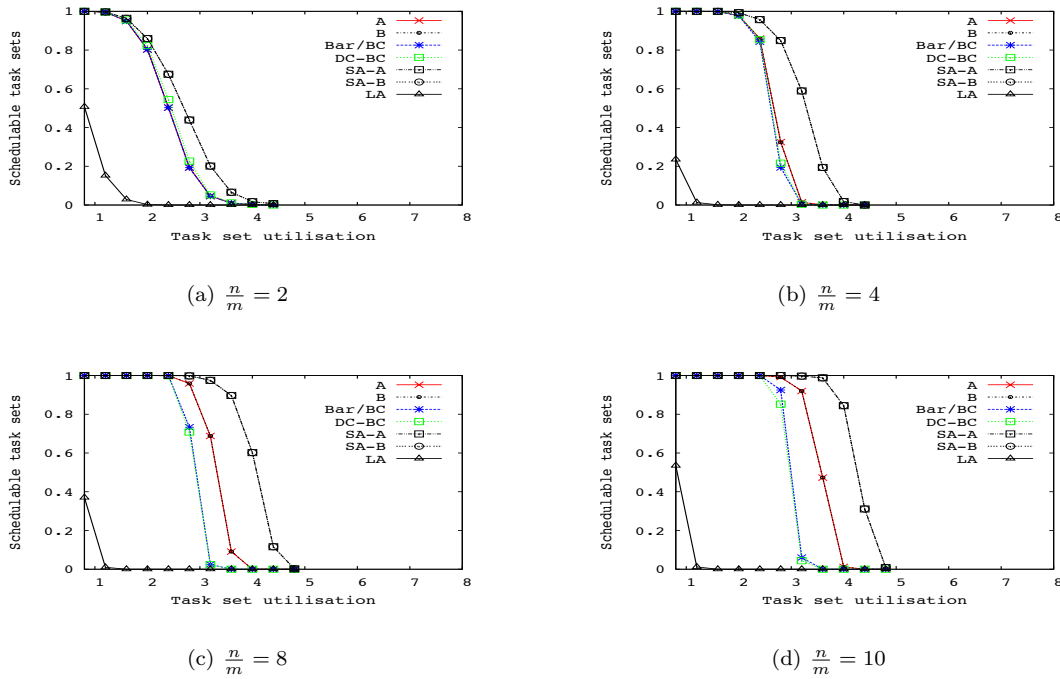 1
0.8
0.6
0.4
0.2
0
1 2 3 4 5 6 7 8
Schedulable task sets
Task set utilisation
A
B
Bar/BC
DC-BC
SA-A
SA-B
LA
(a) n/m = 2
1
0.8
0.6
0.4
0.2
0
1 2 3 4 5 6 7 8
Schedulable task sets
Task set utilisation
A
B
Bar/BC
DC-BC
SA-A
SA-B
LA
(b) n/m = 4
1
0.8
0.6
0.4
0.2
0
1 2 3 4 5 6 7 8
Schedulable task sets
Task set utilisation
A
B
Bar/BC
DC-BC
SA-A
SA-B
LA
(c) n/m = 8
1
0.8
0.6
0.4
0.2
0
1 2 3 4 5 6 7 8
Schedulable task sets
Task set utilisation
A
B
Bar/BC
DC-BC
SA-A
SA-B
LA
(d) n/m = 10